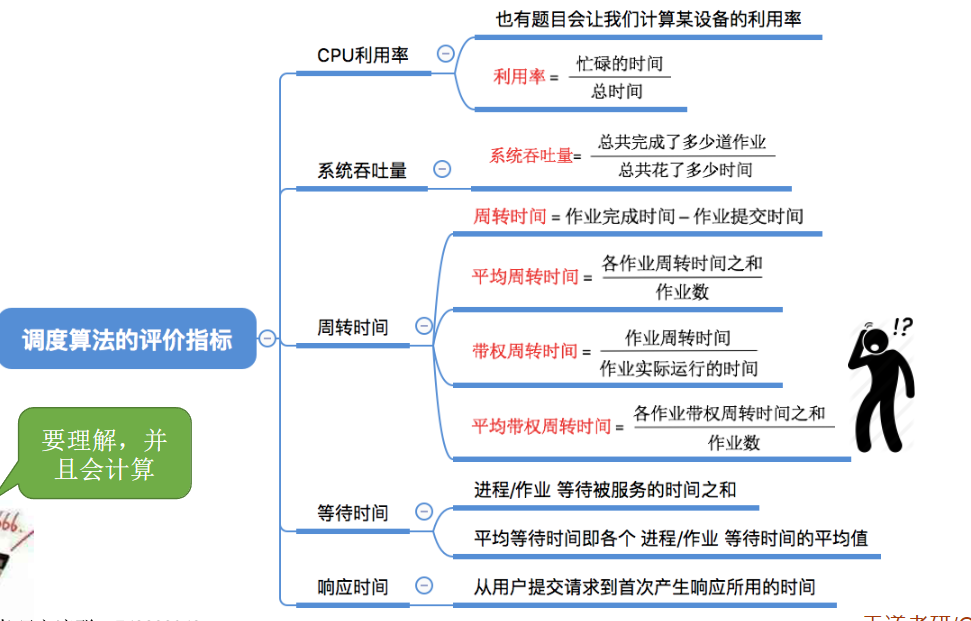 也有题目会让我们计算某设备的利用率
CPU利用率
利用率= 忙碌的时间
总时间
系统吞吐量
系统吞吐量= 总共完成了多少道作业
总共花了多少时间
周转时间 = 作业完成时间 – 作业提交时间
平均周转时间 = 各作业周转时间之和
作业数
周转时间
带权周转时间 = 作业周转时间
作业实际运行的时间
平均带权周转时间 = 各作业带权周转时间之和
作业数
调度算法的评价指标
!?
要理解，并
且会计算
等待时间
进程/作业 等待被服务的时间之和
平均等待时间即各个 进程/作业 等待时间的平均值
响应时间
从用户提交请求到首次产生响应所用的时间